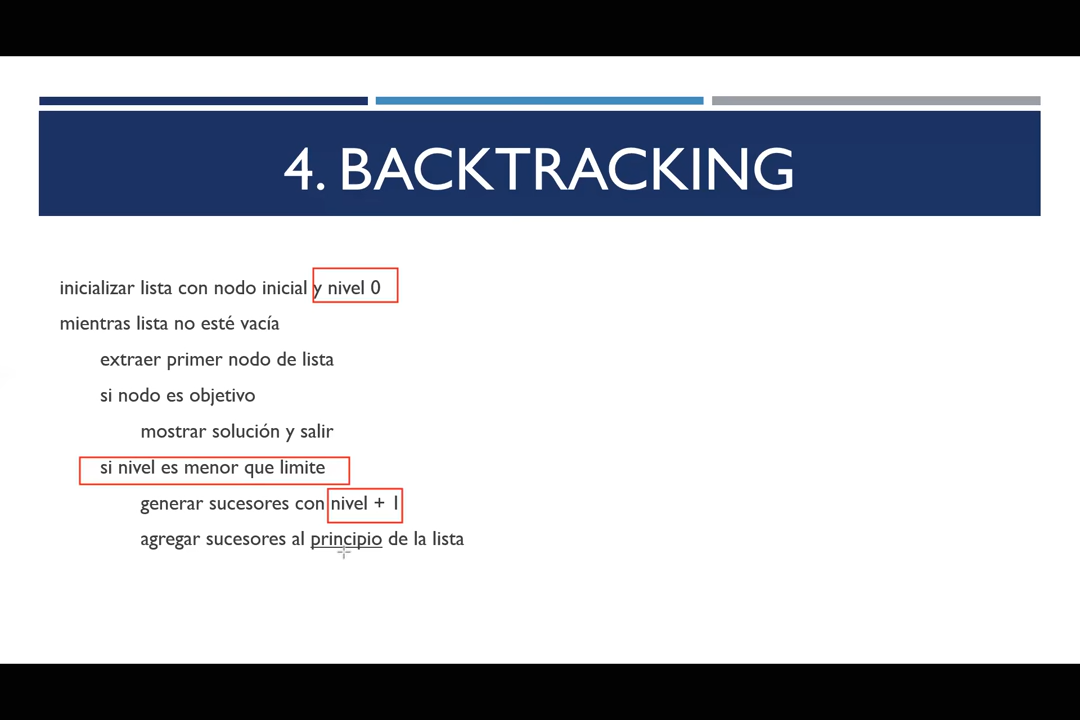 4. BACKTRACKING
inicializar lista con nodo inicial y nivel 0
mientras lista no esté vacía
extraer primer nodo de lista
si nodo es objetivo
mostrar solución y salir
si nivel es menor que limite
generar sucesores con nivel + 1
agregar sucesores al principio de la lista